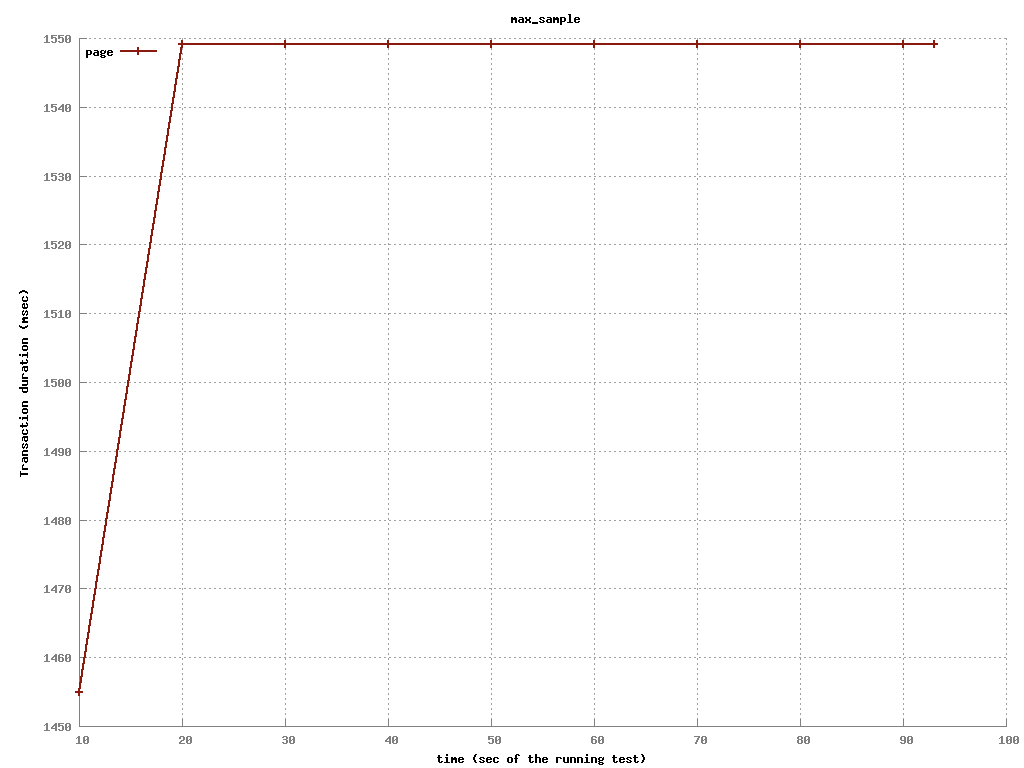 max_sample
page
1550
1540
1530
1520
1510
1500
1490
1480
1470
1460
1450
Transaction duration (msec)
10 20 30 40 50 60 70 80 90 100
time (sec of the running test)